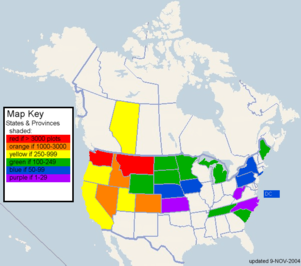 Map Key
States & Provinces
shaded:
red if > 3000 plots
orange if 1000-3000
yellow if 250-999
green if 100-249
blue if 50-99
purple if 1-29
DC
updated 9-NOV-2004